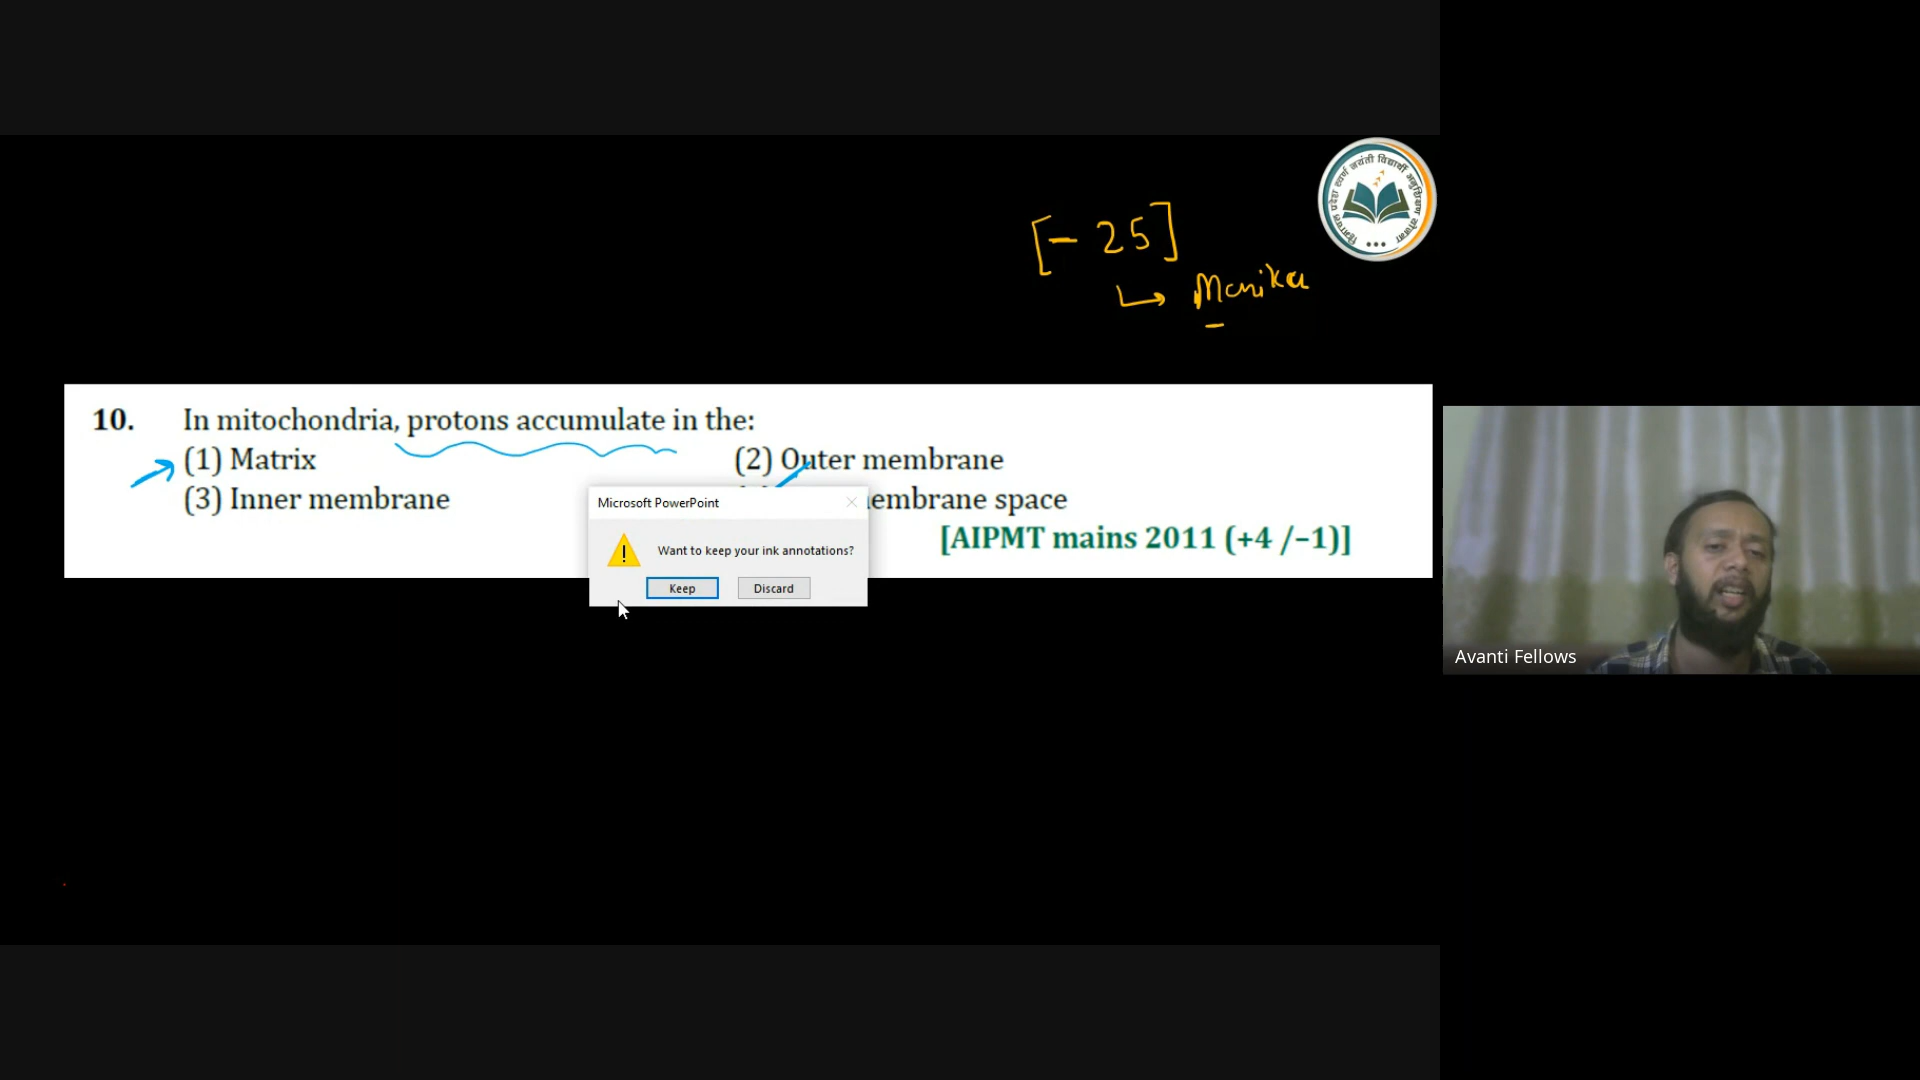 [- 25]
↳ Manika
10. In mitochondria, protons accumulate in the:
(1) Matrix (2) Outer membrane
(3) Inner membrane embrane space
[AIPMT mains 2011 (+4 /−1)]
Microsoft PowerPoint
Want to keep your ink annotations?
Keep Discard
Avanti Fellows